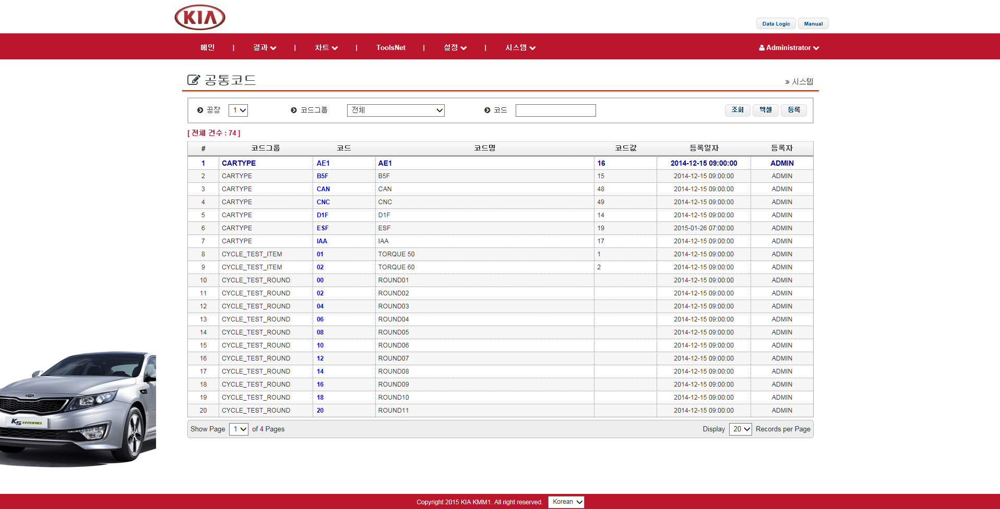 KIA
Data Logic Manual
메인 | 결과 | 차트 | ToolsNet | 설정 | 시스템 Administrator
공통코드 » 시스템
공장 1 코드그룹 전체 코드 조회 엑셀 등록
[ 전체 건수 : 74 ]
# 코드그룹 코드 코드명 코드값 등록일자 등록자
1 CARTYPE AE1 AE1 16 2014-12-15 09:00:00 ADMIN
2 CARTYPE B5F B5F 15 2014-12-15 09:00:00 ADMIN
3 CARTYPE CAN CAN 48 2014-12-15 09:00:00 ADMIN
4 CARTYPE CNC CNC 49 2014-12-15 09:00:00 ADMIN
5 CARTYPE D1F D1F 14 2014-12-15 09:00:00 ADMIN
6 CARTYPE ESF ESF 19 2015-01-26 07:00:00 ADMIN
7 CARTYPE IAA IAA 17 2014-12-15 09:00:00 ADMIN
8 CYCLE_TEST_ITEM 01 TORQUE 50 1 2014-12-15 09:00:00 ADMIN
9 CYCLE_TEST_ITEM 02 TORQUE 60 2 2014-12-15 09:00:00 ADMIN
10 CYCLE_TEST_ROUND 00 ROUND01 2014-12-15 09:00:00 ADMIN
11 CYCLE_TEST_ROUND 02 ROUND02 2014-12-15 09:00:00 ADMIN
12 CYCLE_TEST_ROUND 04 ROUND03 2014-12-15 09:00:00 ADMIN
13 CYCLE_TEST_ROUND 06 ROUND04 2014-12-15 09:00:00 ADMIN
14 CYCLE_TEST_ROUND 08 ROUND05 2014-12-15 09:00:00 ADMIN
15 CYCLE_TEST_ROUND 10 ROUND06 2014-12-15 09:00:00 ADMIN
16 CYCLE_TEST_ROUND 12 ROUND07 2014-12-15 09:00:00 ADMIN
17 CYCLE_TEST_ROUND 14 ROUND08 2014-12-15 09:00:00 ADMIN
18 CYCLE_TEST_ROUND 16 ROUND09 2014-12-15 09:00:00 ADMIN
19 CYCLE_TEST_ROUND 18 ROUND10 2014-12-15 09:00:00 ADMIN
20 CYCLE_TEST_ROUND 20 ROUND11 2014-12-15 09:00:00 ADMIN
K5 HYBRID
Show Page 1 of 4 Pages Display 20 Records per Page
Copyright 2015 KIA KMM1. All right reserved. Korean